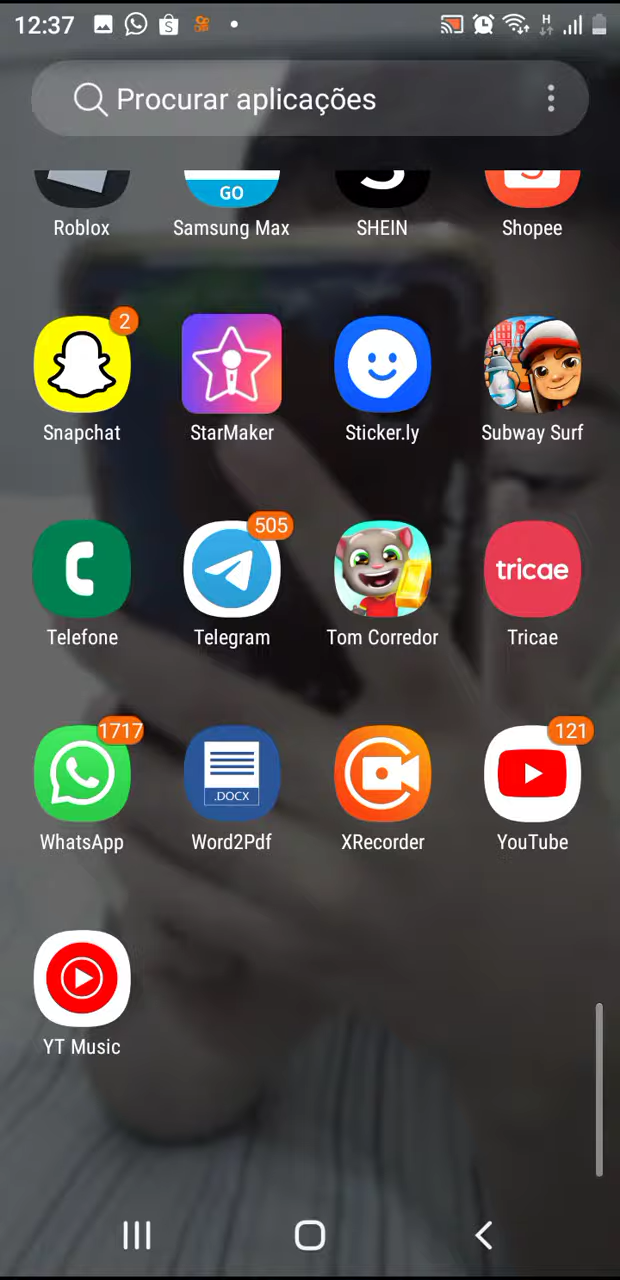 12:37
Procurar aplicações
GO
Roblox Samsung Max SHEIN Shopee
2
Snapchat StarMaker Sticker.ly Subway Surf
505
tricae
Telefone Telegram Tom Corredor Tricae
1717 121
.DOCX
WhatsApp Word2Pdf XRecorder YouTube
YT Music